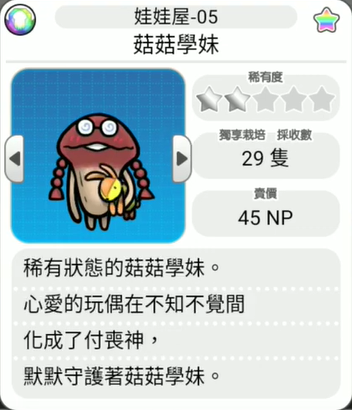 娃娃屋-05
菇菇學妹
稀有度
獨享栽培 採收數
29 隻
賣價
45 NP
稀有狀態的菇菇學妹。
心愛的玩偶在不知不覺間
化成了付喪神，
默默守護著菇菇學妹。